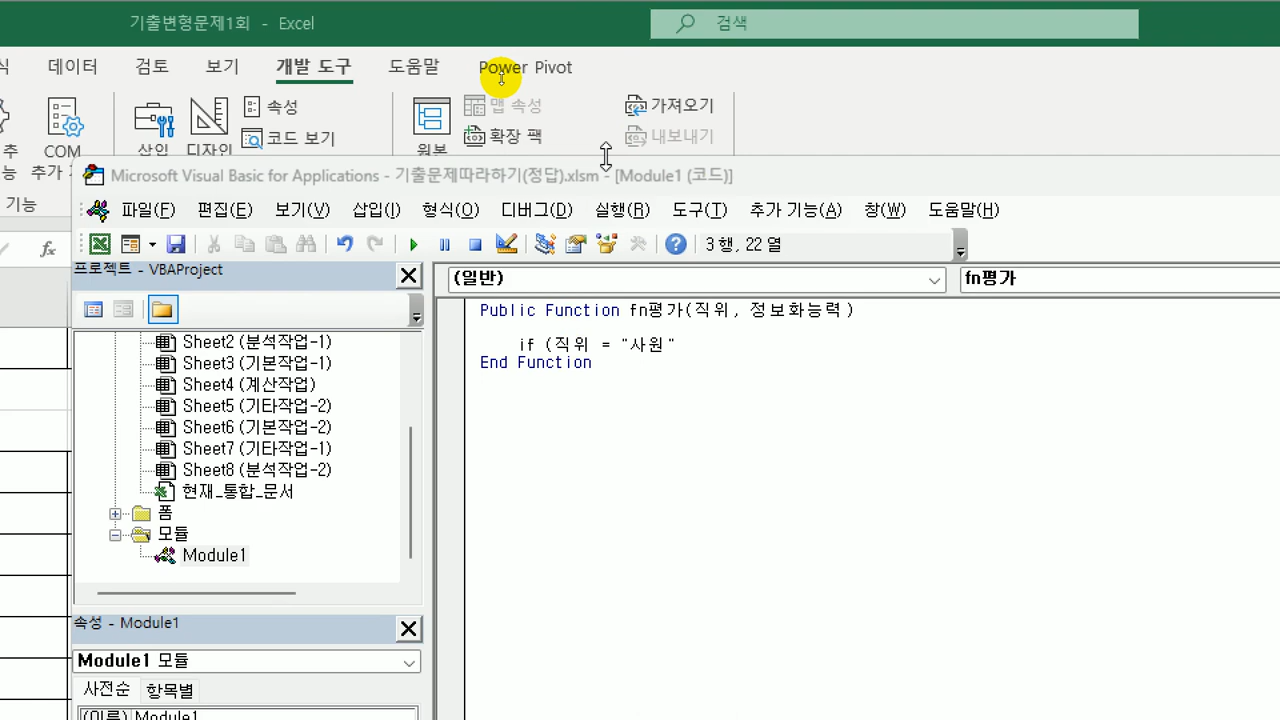 기출변형문제1회 - Excel
검색
식 데이터 검토 보기 개발 도구 도움말 Power Pivot
속성 맵 속성 가져오기
코드 보기 확장 팩 내보내기
추 COM 삽입 디자인 원본
능 추가
기능
Microsoft Visual Basic for Applications - 기출문제따라하기(정답).xlsm - [Module1 (코드)]
파일(F) 편집(E) 보기(V) 삽입(I) 형식(O) 디버그(D) 실행(R) 도구(T) 추가 기능(A) 창(W) 도움말(H)
3 행, 22 열
fx
프로젝트 - VBAProject
(일반) fn평가
Public Function fn평가(직위, 정보화능력)
if (직위 = "사원"
End Function
Sheet2 (분석작업-1)
Sheet3 (기본작업-1)
Sheet4 (계산작업)
Sheet5 (기타작업-2)
Sheet6 (기본작업-2)
Sheet7 (기타작업-1)
Sheet8 (분석작업-2)
현재_통합_문서
폼
모듈
Module1
속성 - Module1
Module1 모듈
사전순 항목별
(이름) Module1